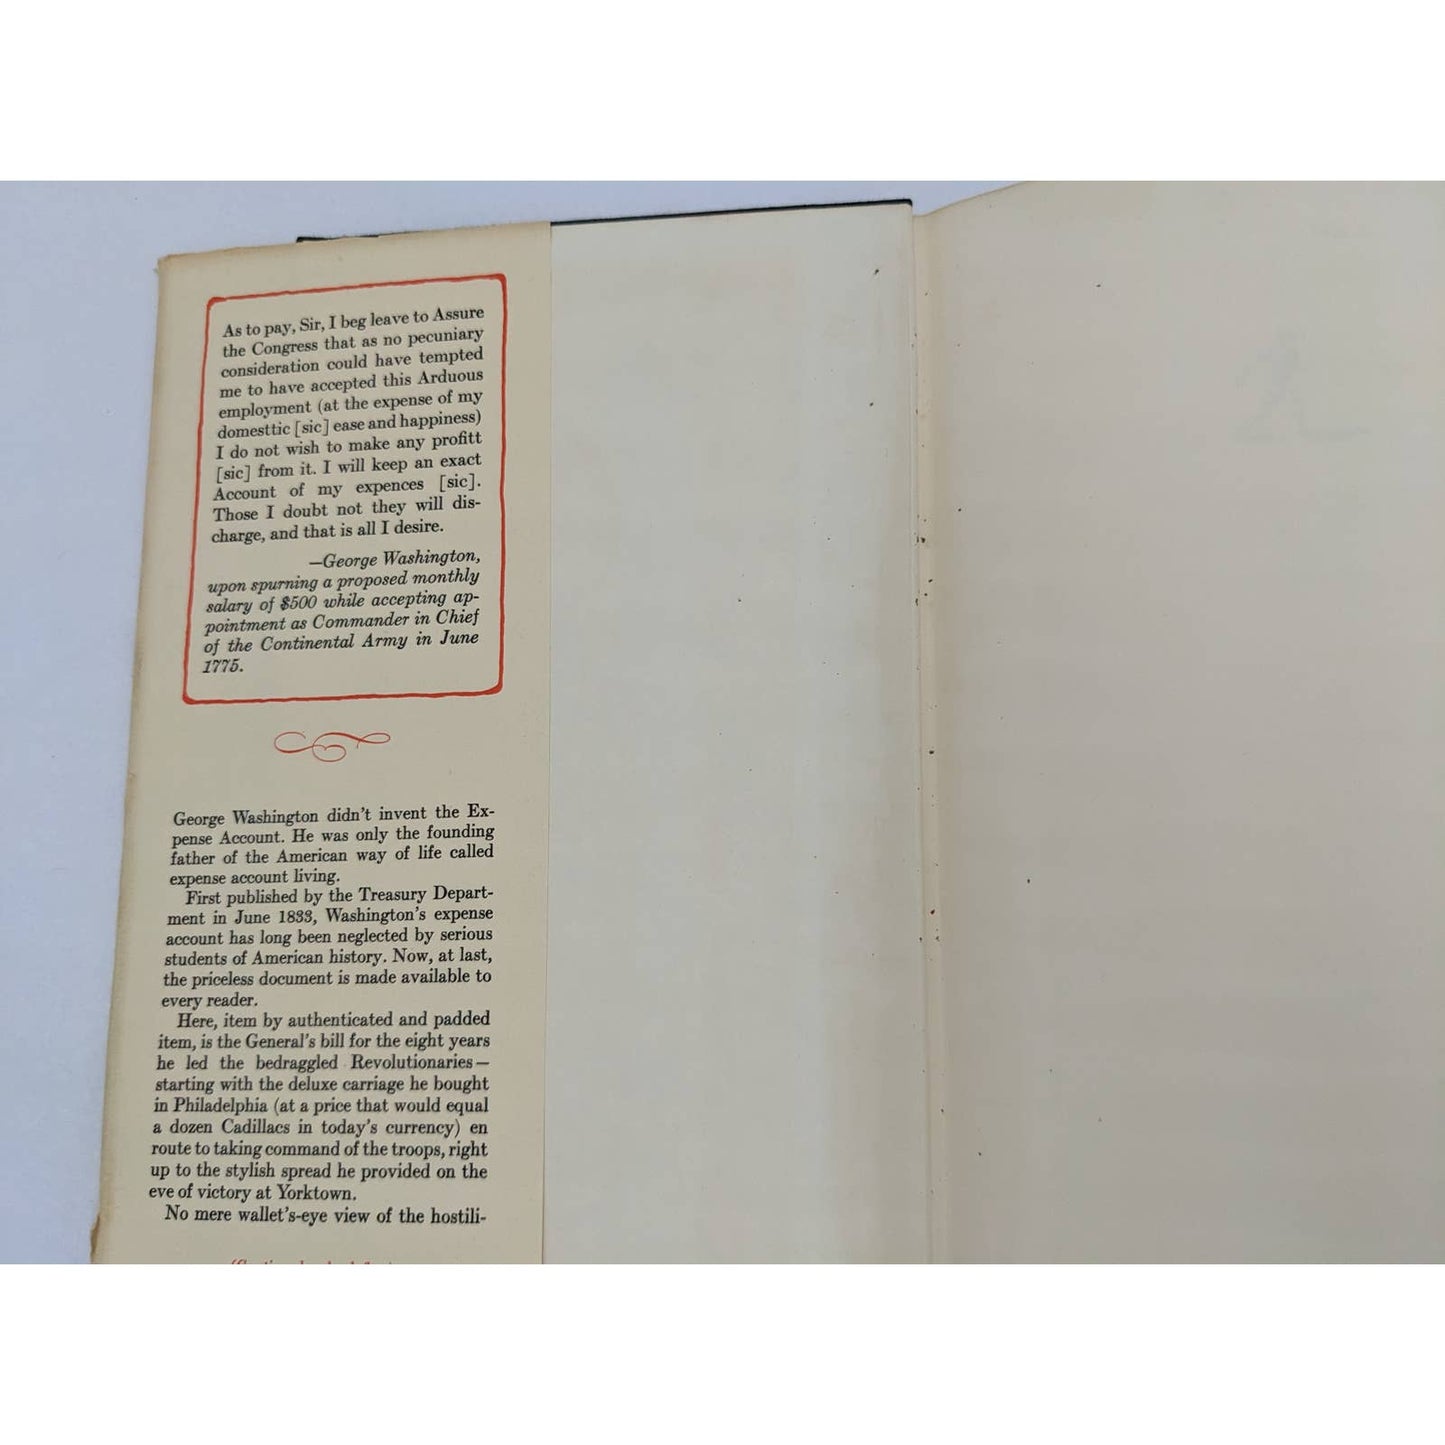 As to pay, Sir, I beg leave to Assure
the Congress that as no pecuniary
consideration could have tempted
me to have accepted this Arduous
employment (at the expense of my
domesttic [sic] ease and happiness)
I do not wish to make any profitt
[sic] from it. I will keep an exact
Account of my expences [sic].
Those I doubt not they will dis-
charge, and that is all I desire.
—George Washington,
upon spurning a proposed monthly
salary of $500 while accepting ap-
pointment as Commander in Chief
of the Continental Army in June
1775.
George Washington didn't invent the Ex-
pense Account. He was only the founding
father of the American way of life called
expense account living.
First published by the Treasury Depart-
ment in June 1833, Washington's expense
account has long been neglected by serious
students of American history. Now, at last,
the priceless document is made available to
every reader.
Here, item by authenticated and padded
item, is the General's bill for the eight years
he led the bedraggled Revolutionaries—
starting with the deluxe carriage he bought
in Philadelphia (at a price that would equal
a dozen Cadillacs in today's currency) en
route to taking command of the troops, right
up to the stylish spread he provided on the
eve of victory at Yorktown.
No mere wallet's-eye view of the hostili-